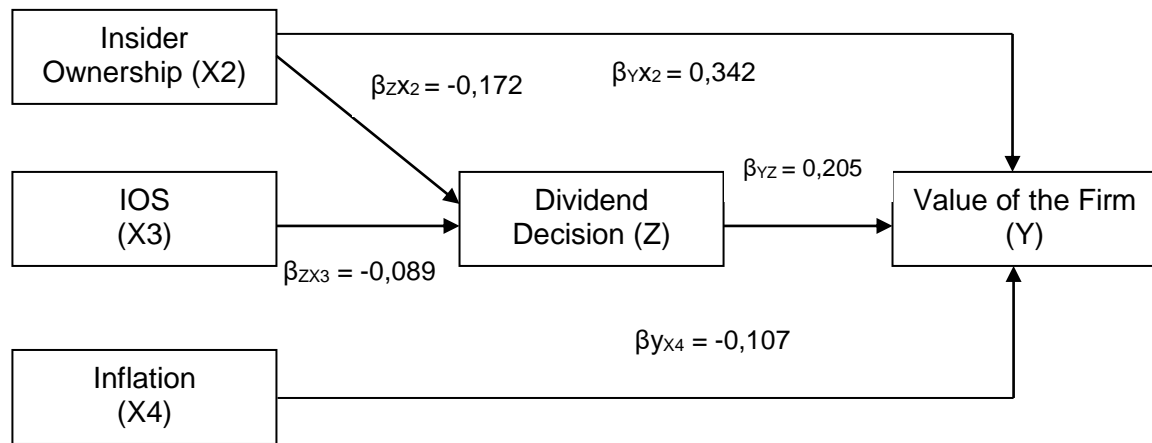 Insider
Ownership (X2)
βZx2 = -0,172
βYx2 = 0,342
IOS
(X3)
βZX3 = -0,089
Dividend
Decision (Z)
βYZ = 0,205
Value of the Firm
(Y)
Inflation
(X4)
βyX4 = -0,107